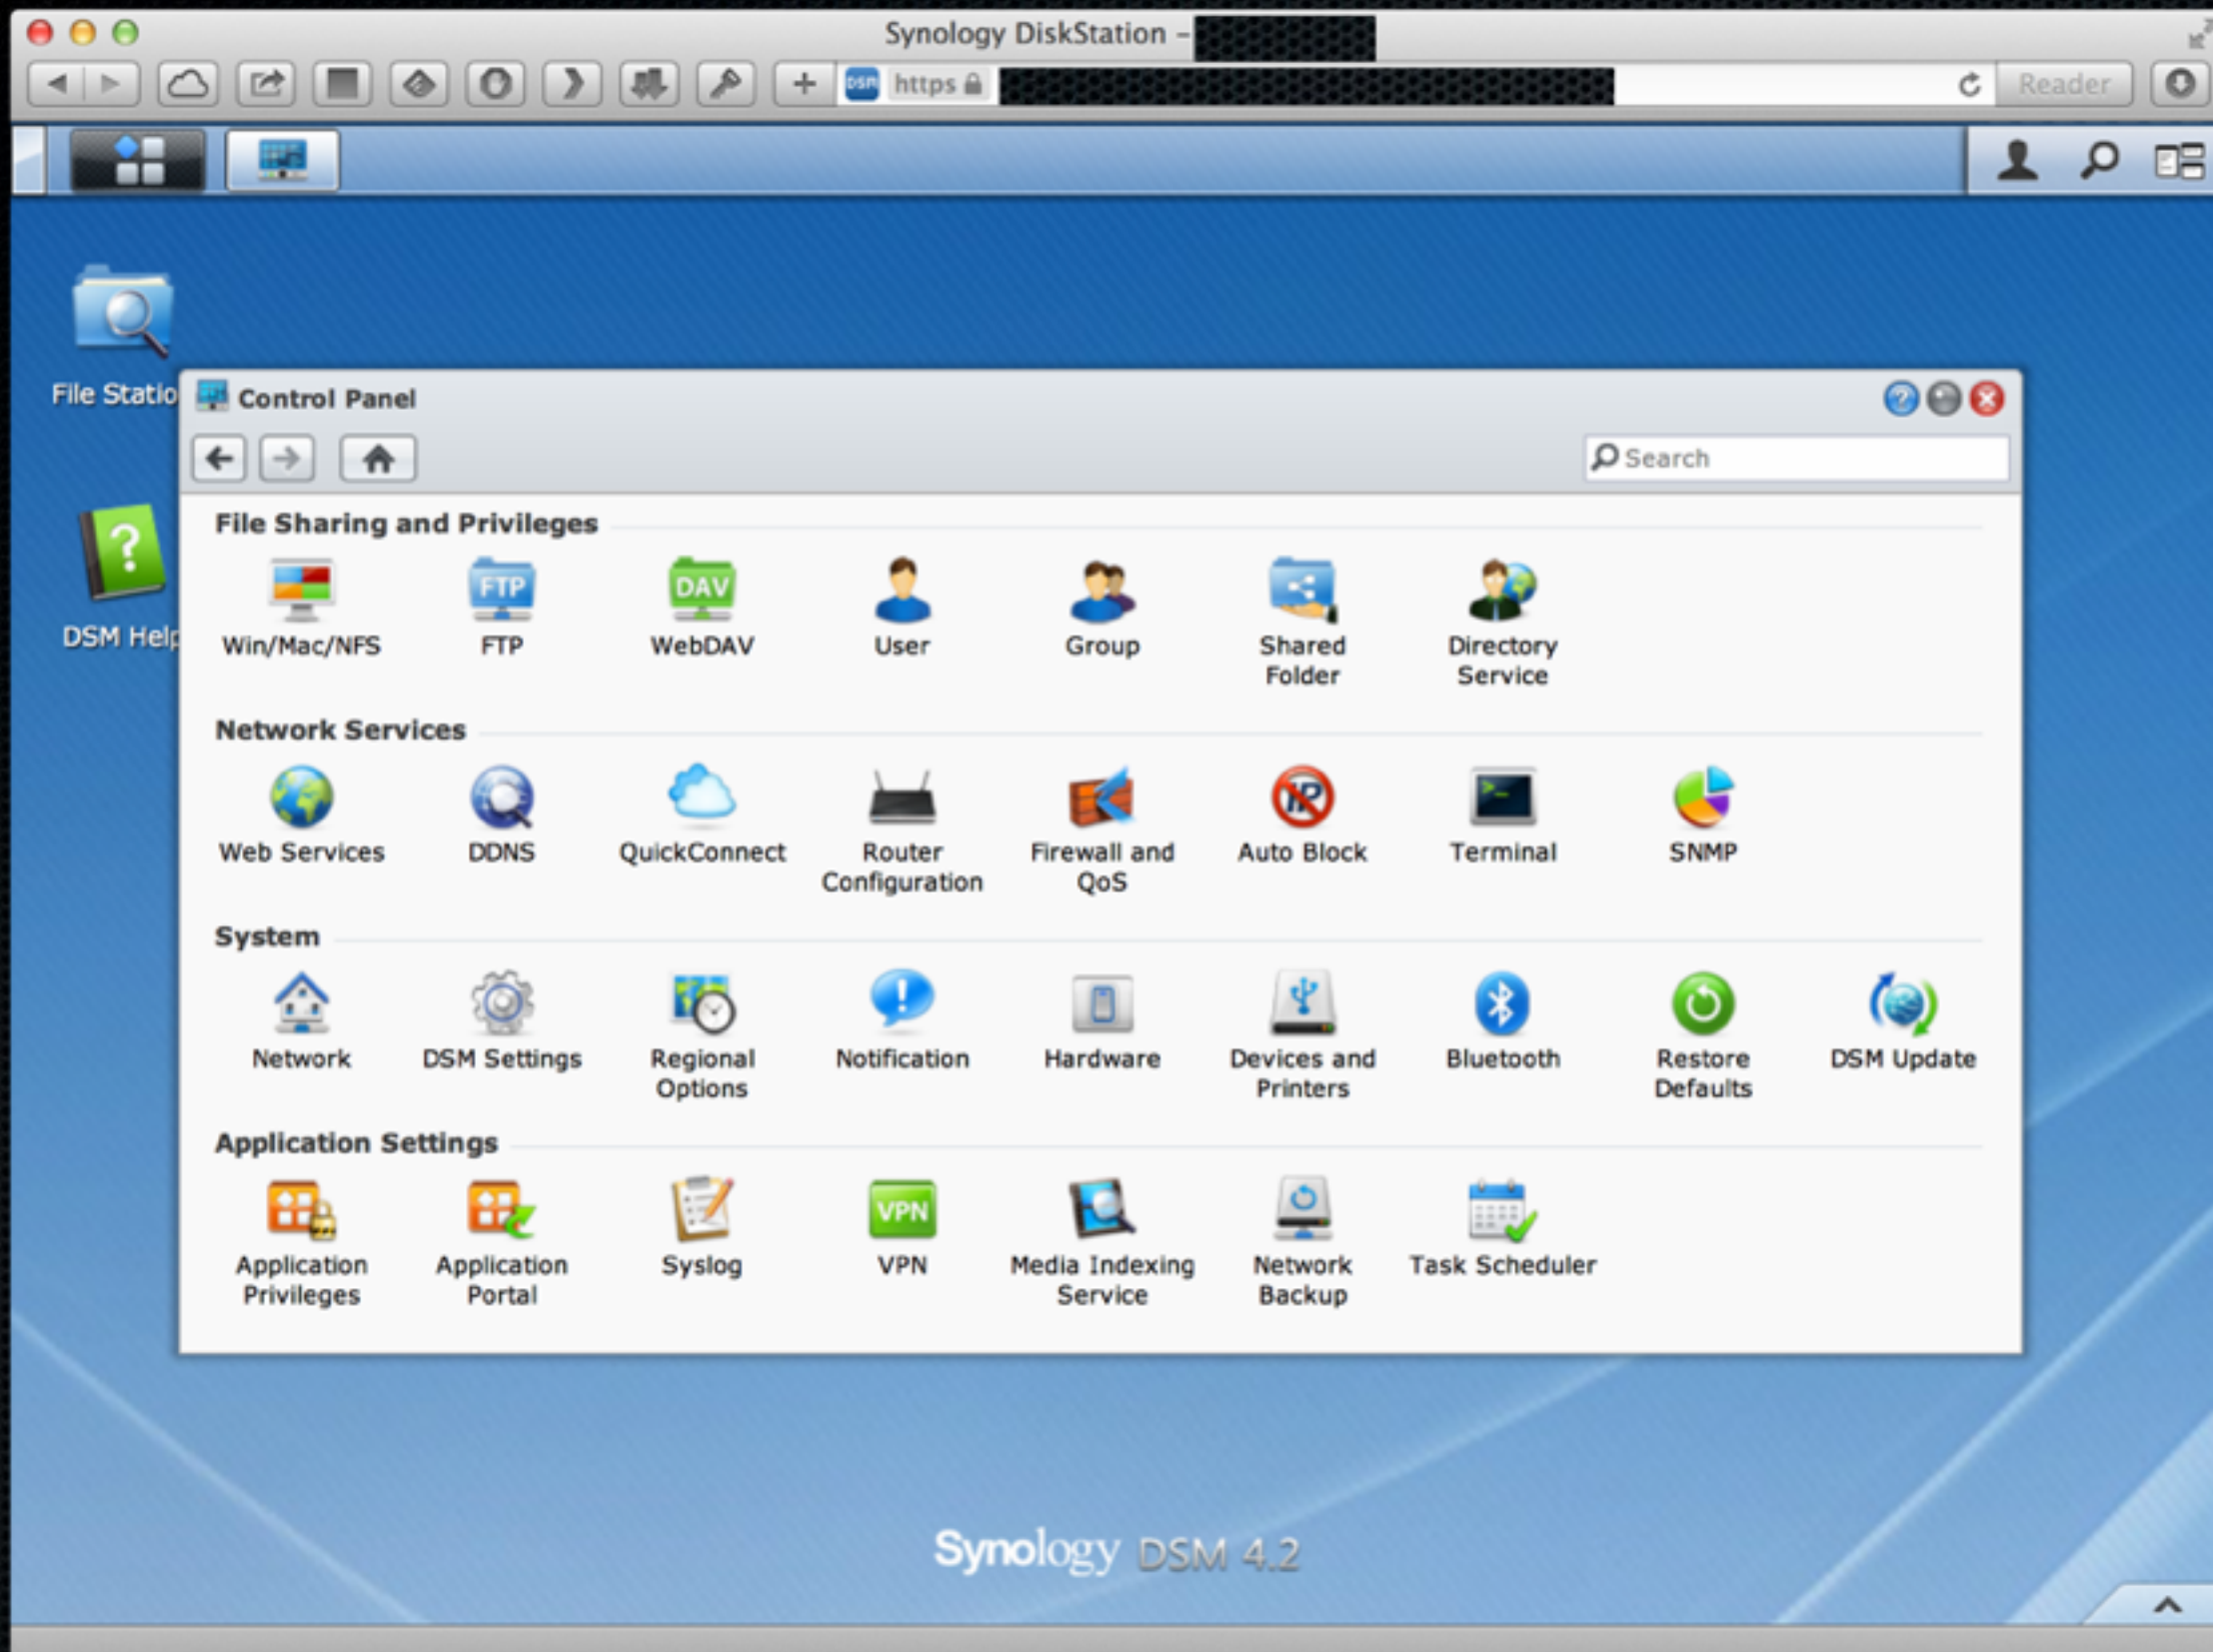 Synology DiskStation –
DSM https Reader
File Statio
Control Panel
Search
DSM Help
File Sharing and Privileges
FTP DAV
Win/Mac/NFS FTP WebDAV User Group Shared Folder Directory Service
Network Services
IP
Web Services DDNS QuickConnect Router Configuration Firewall and QoS Auto Block Terminal SNMP
System
Network DSM Settings Regional Options Notification Hardware Devices and Printers Bluetooth Restore Defaults DSM Update
Application Settings
VPN
Application Privileges Application Portal Syslog VPN Media Indexing Service Network Backup Task Scheduler
Synology DSM 4.2